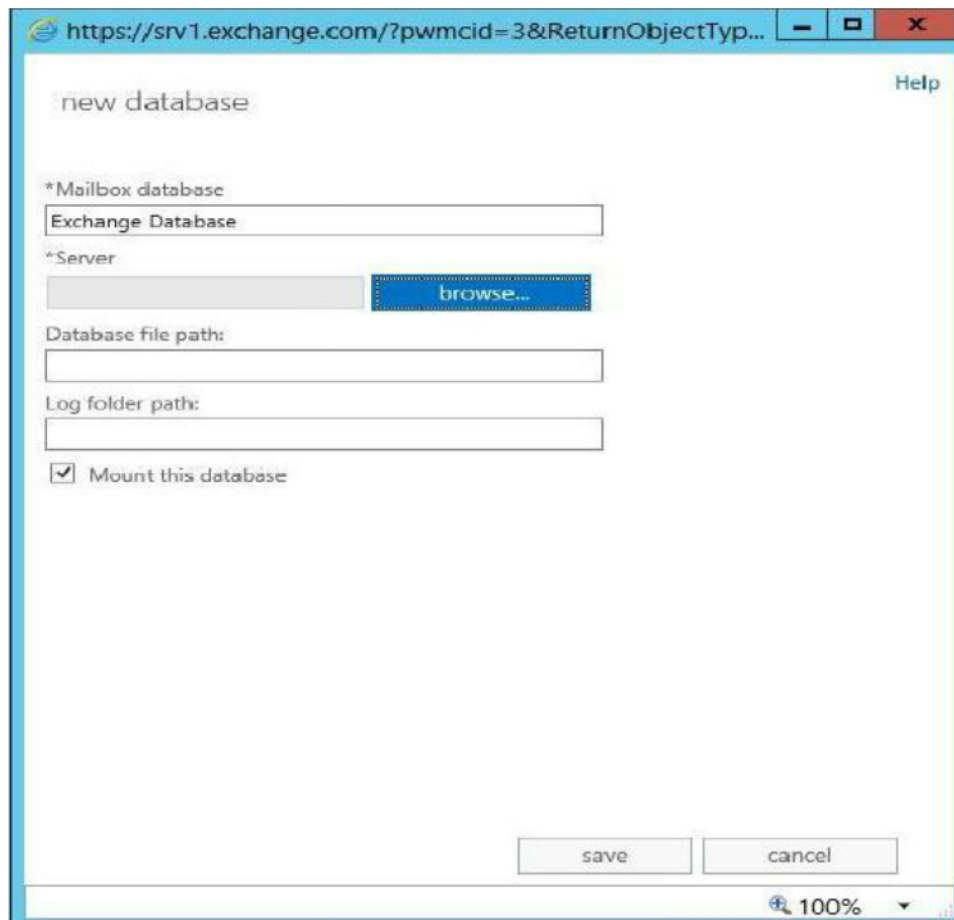 https://srv1.exchange.com/?pwmcid=3&ReturnObjectTyp...
Help
new database
*Mailbox database
Exchange Database
*Server
browse...
Database file path:
Log folder path:
Mount this database
save cancel
100%